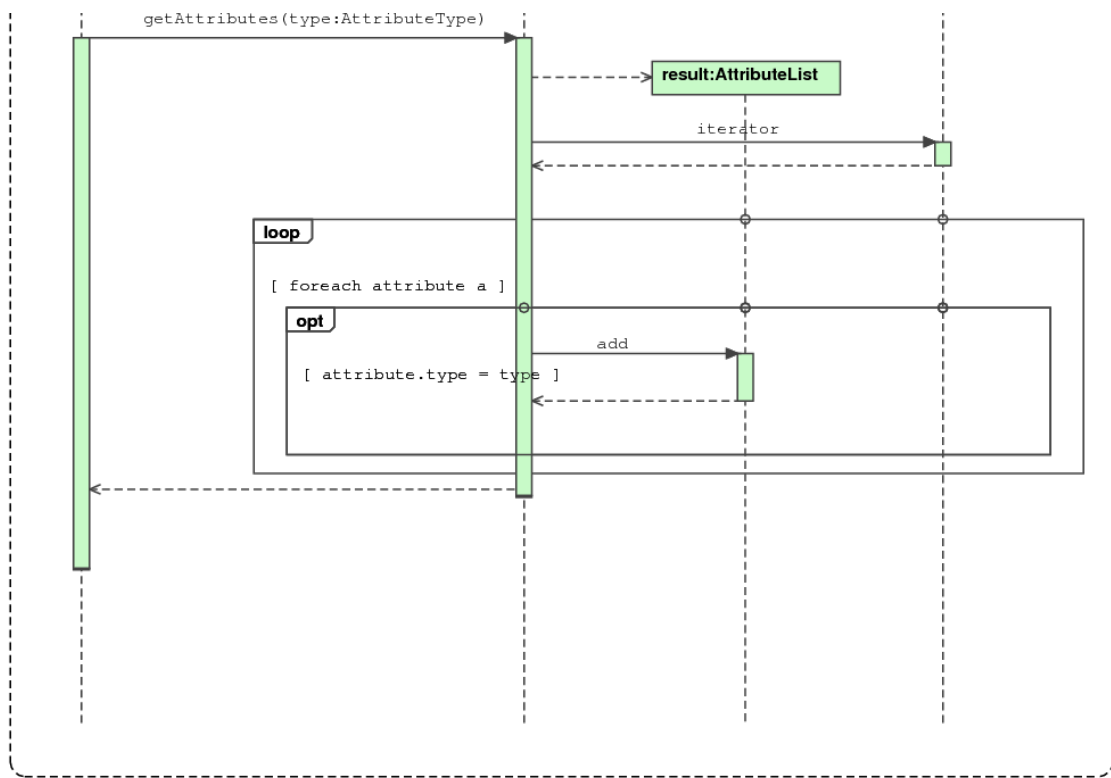 getAttributes(type:AttributeType)
result:AttributeList
iterator
loop
[ foreach attribute a ]
opt
add
[ attribute.type = type ]